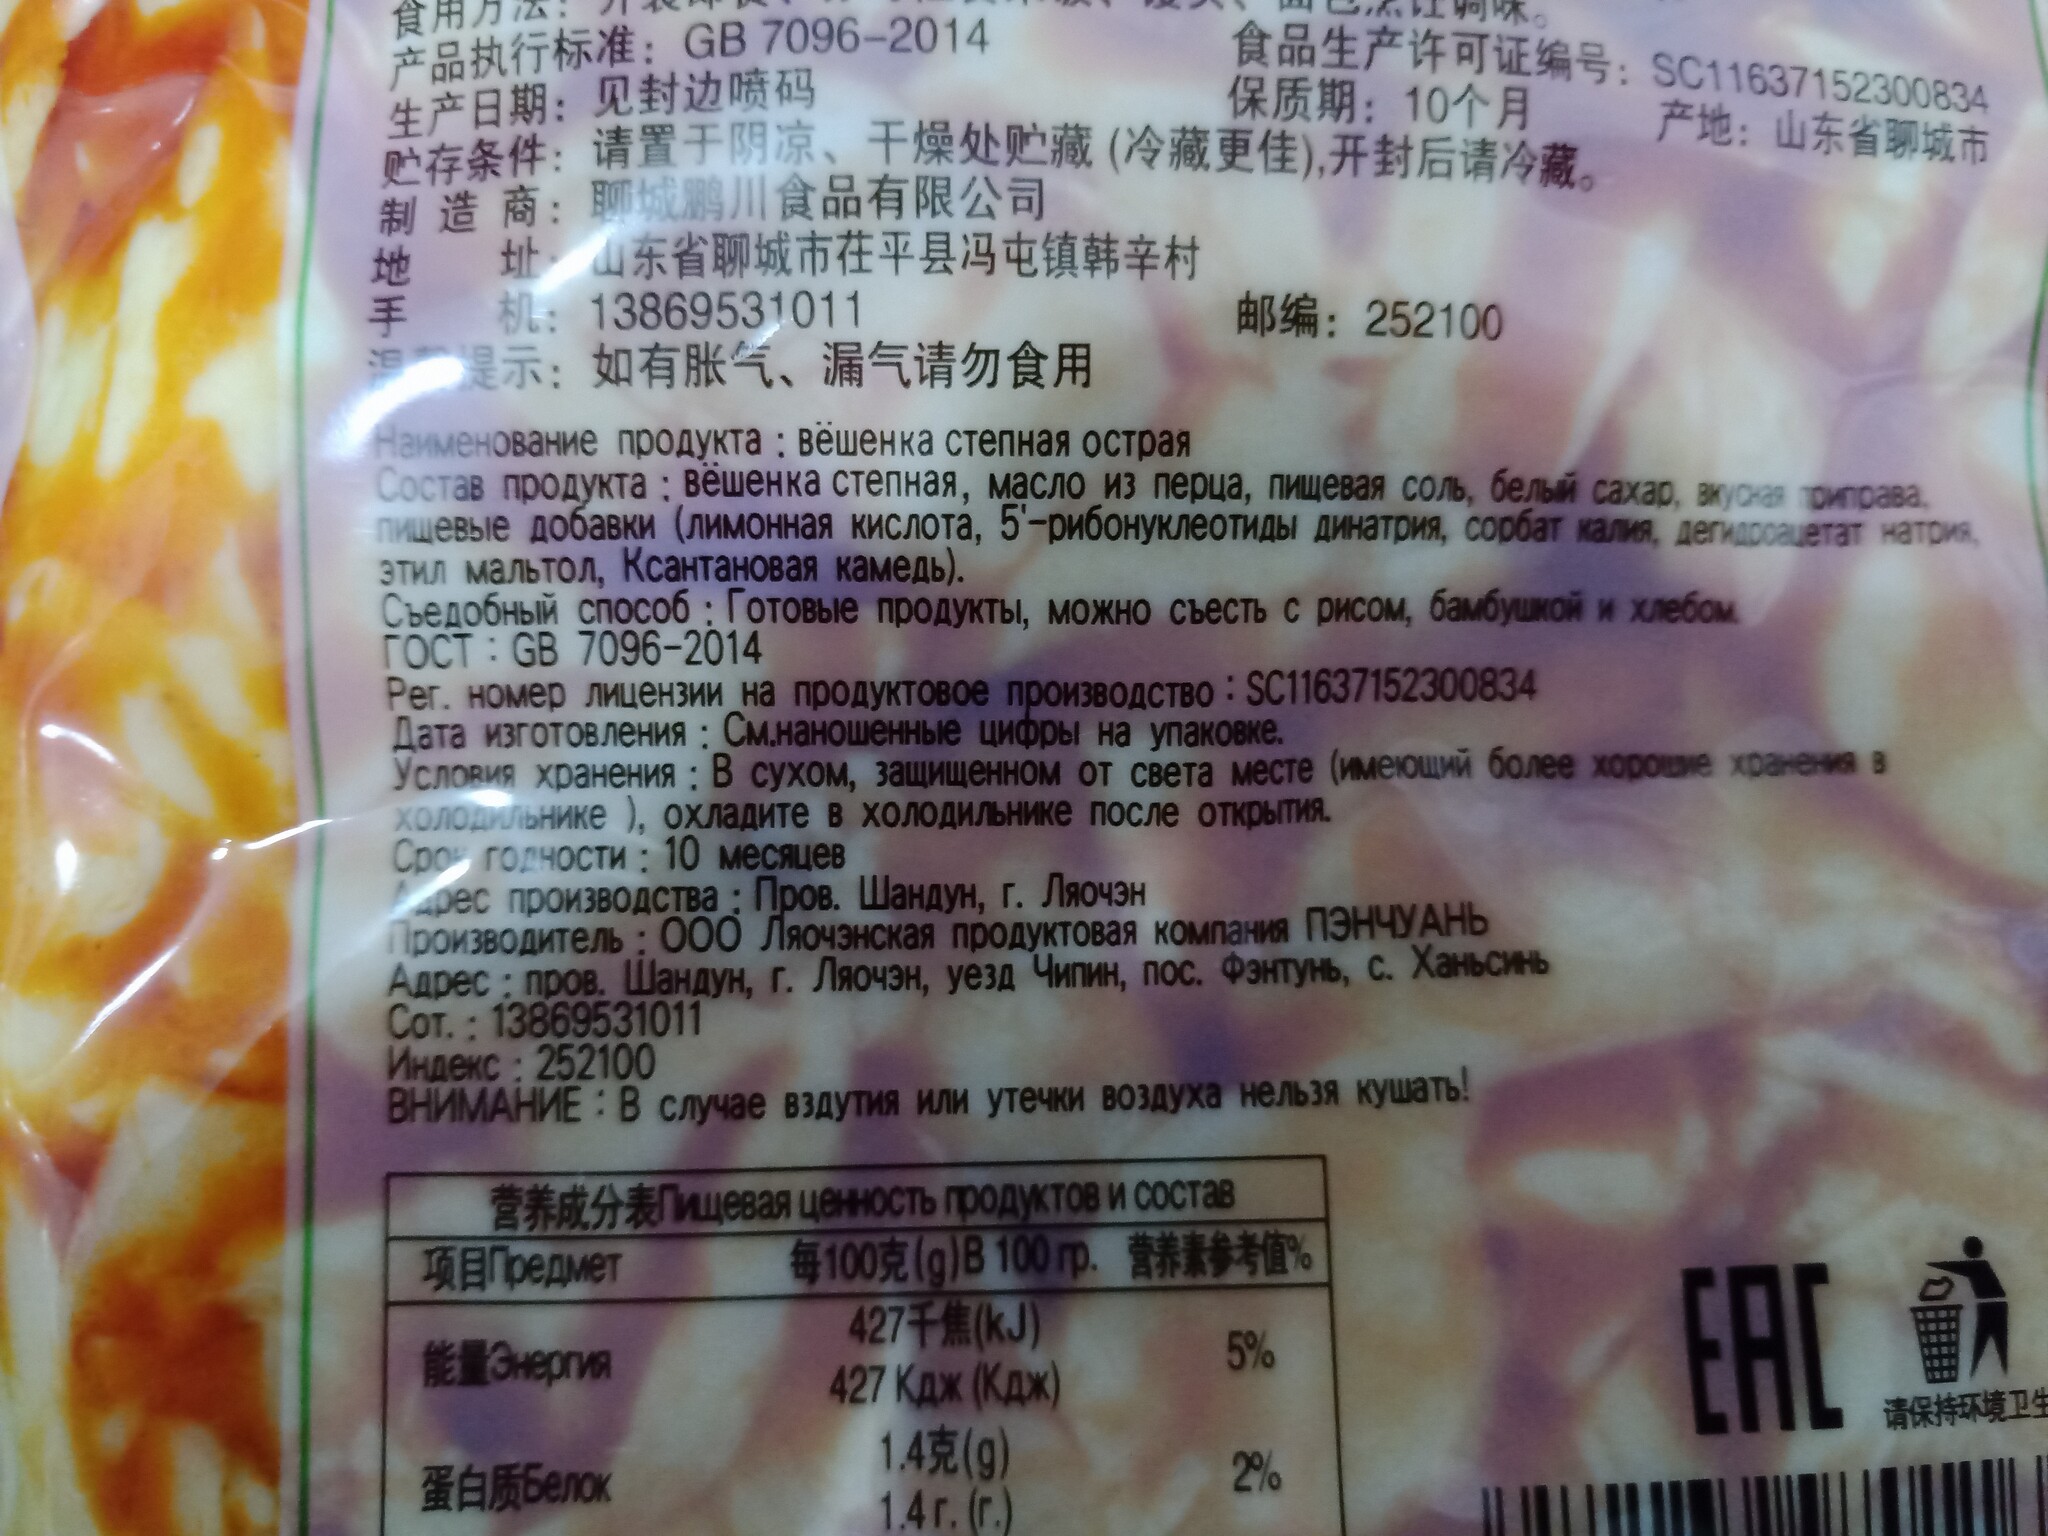 食用方法:
产品执行标准: GB 7096-2014 食品生产许可证编号: SC11637152300834
生产日期: 见封边喷码 保质期: 10个月 产地: 山东省聊城市
贮存条件: 请置于阴凉、干燥处贮藏(冷藏更佳),开封后请冷藏。
制造商: 聊城鹏川食品有限公司
地址: 山东省聊城市茌平县冯屯镇韩辛村
手机: 13869531011 邮编: 252100
提示: 如有胀气、漏气请勿食用
Наименование продукта : вёшенка степная острая
Состав продукта : вёшенка степная, масло из перца, пищевая соль, белый сахар, вкусная приправа,
пищевые добавки (лимонная кислота, 5'-рибонуклеотиды динатрия, сорбат калия, дегидроацетат натрия,
этил мальтол, Ксантановая камедь).
Съедобный способ : Готовые продукты, можно съесть с рисом, бамбушкой и хлебом.
ГОСТ : GB 7096-2014
Рег. номер лицензии на продуктовое производство : SC11637152300834
Дата изготовления : См.наношенные цифры на упаковке.
Условия хранения : В сухом, защищенном от света месте (имеющий более хорошие хранения в
холодильнике ), охладите в холодильнике после открытия.
Срок годности : 10 месяцев
Адрес производства : Пров. Шандун, г. Ляочэн
Производитель : ООО Ляочэнская продуктовая компания ПЭНЧУАНЬ
Адрес : пров. Шандун, г. Ляочэн, уезд Чипин, пос. Фэнтунь, с. Ханьсинь
Сот. : 13869531011
Индекс : 252100
ВНИМАНИЕ : В случае вздутия или утечки воздуха нельзя кушать!
营养成分表Пищевая ценность продуктов и состав
项目Предмет 每100克(g)В 100 гр. 营养素参考值%
能量Энергия 427千焦(kJ) 5%
427 Кдж (Кдж)
蛋白质Белок 1.4克(g) 2%
1.4 г. (г.)
EAC
请保持环境卫生